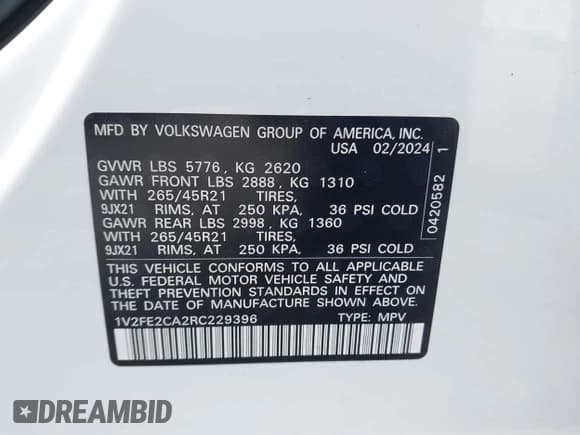 MFD BY VOLKSWAGEN GROUP OF AMERICA, INC.
USA 02/2024
GVWR LBS 5776 , KG 2620
GAWR FRONT LBS 2888 , KG 1310
WITH 265/45R21 TIRES,
9JX21 RIMS, AT 250 KPA, 36 PSI COLD
GAWR REAR LBS 2998 , KG 1360
WITH 265/45R21 TIRES,
9JX21 RIMS, AT 250 KPA, 36 PSI COLD
THIS VEHICLE CONFORMS TO ALL APPLICABLE
U.S. FEDERAL MOTOR VEHICLE SAFETY AND
THEFT PREVENTION STANDARDS IN EFFECT ON THE
DATE OF MANUFACTURE SHOWN ABOVE.
1V2FE2CA2RC229396 TYPE: MPV
0420582 1
DREAMBID